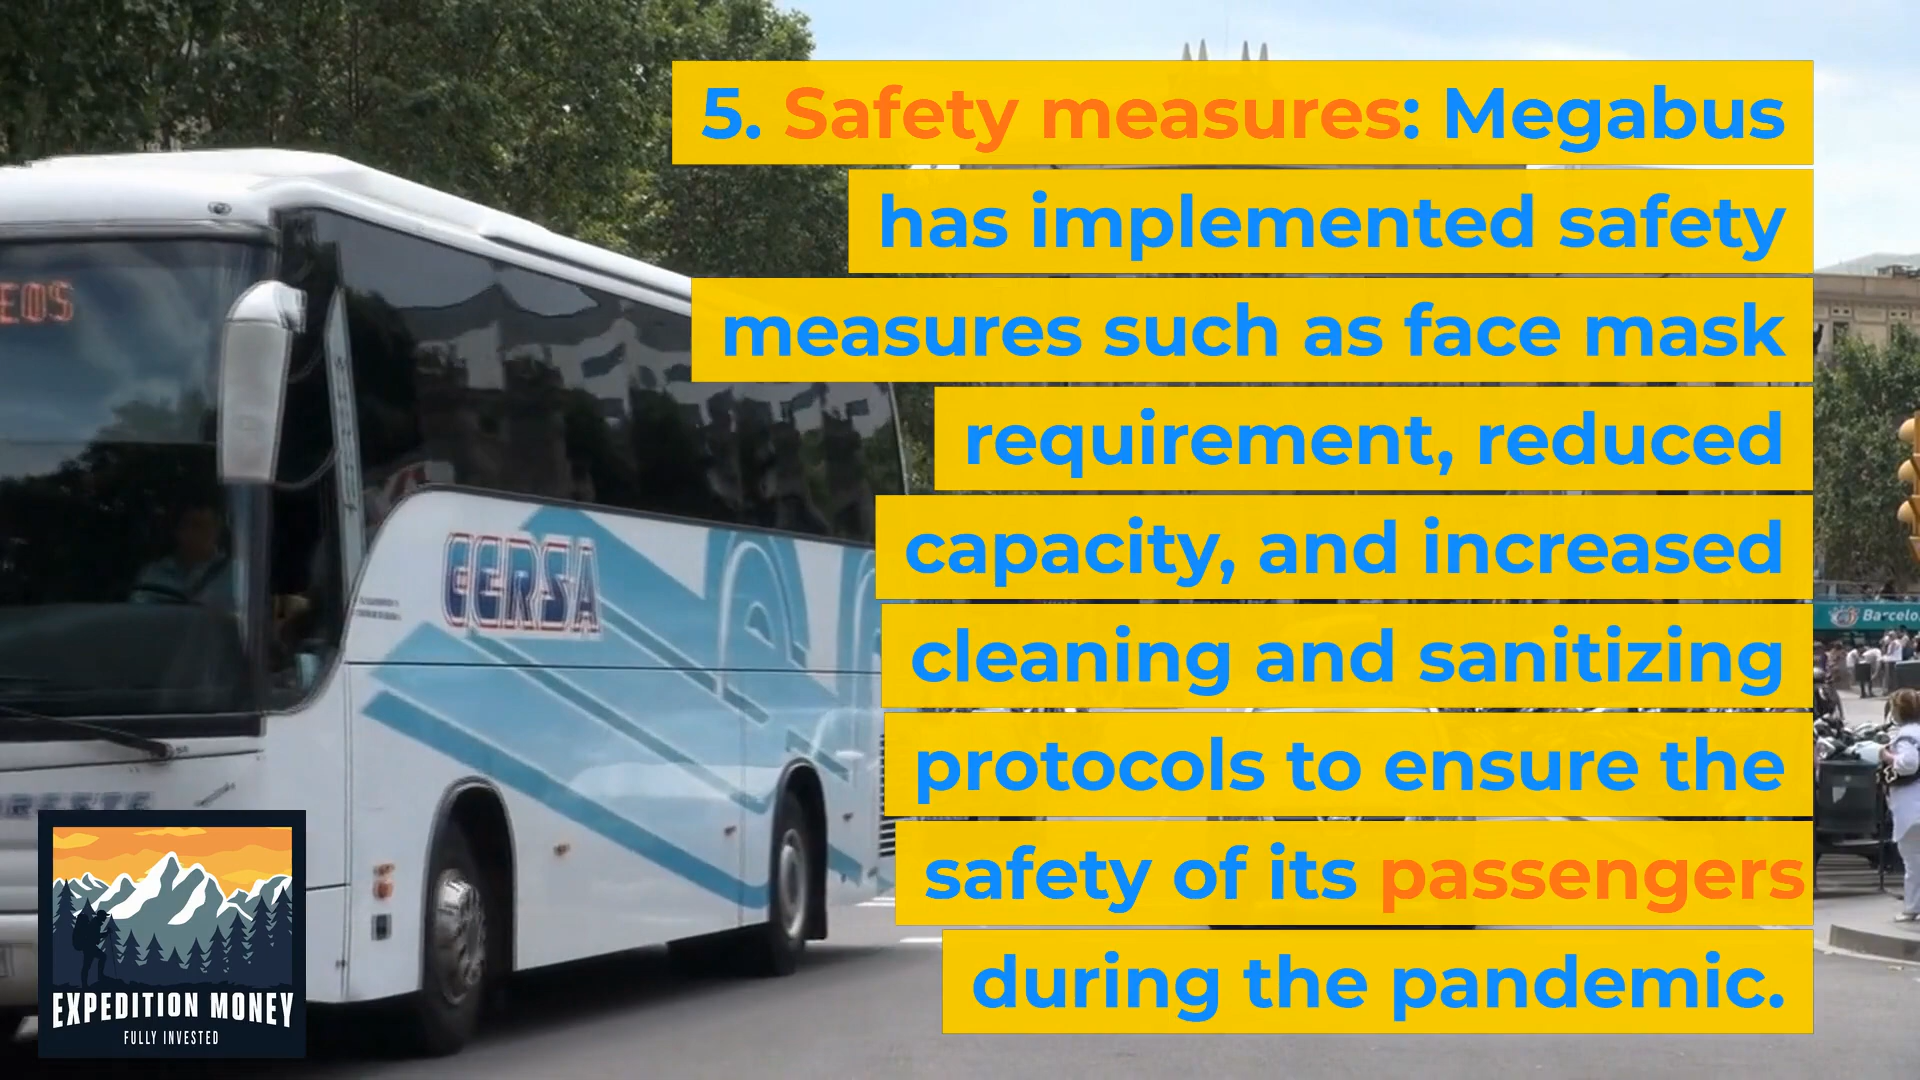 5. Safety measures: Megabus
has implemented safety
measures such as face mask
requirement, reduced
capacity, and increased
cleaning and sanitizing
protocols to ensure the
safety of its passengers
during the pandemic.
CERSA
EXPEDITION MONEY
FULLY INVESTED